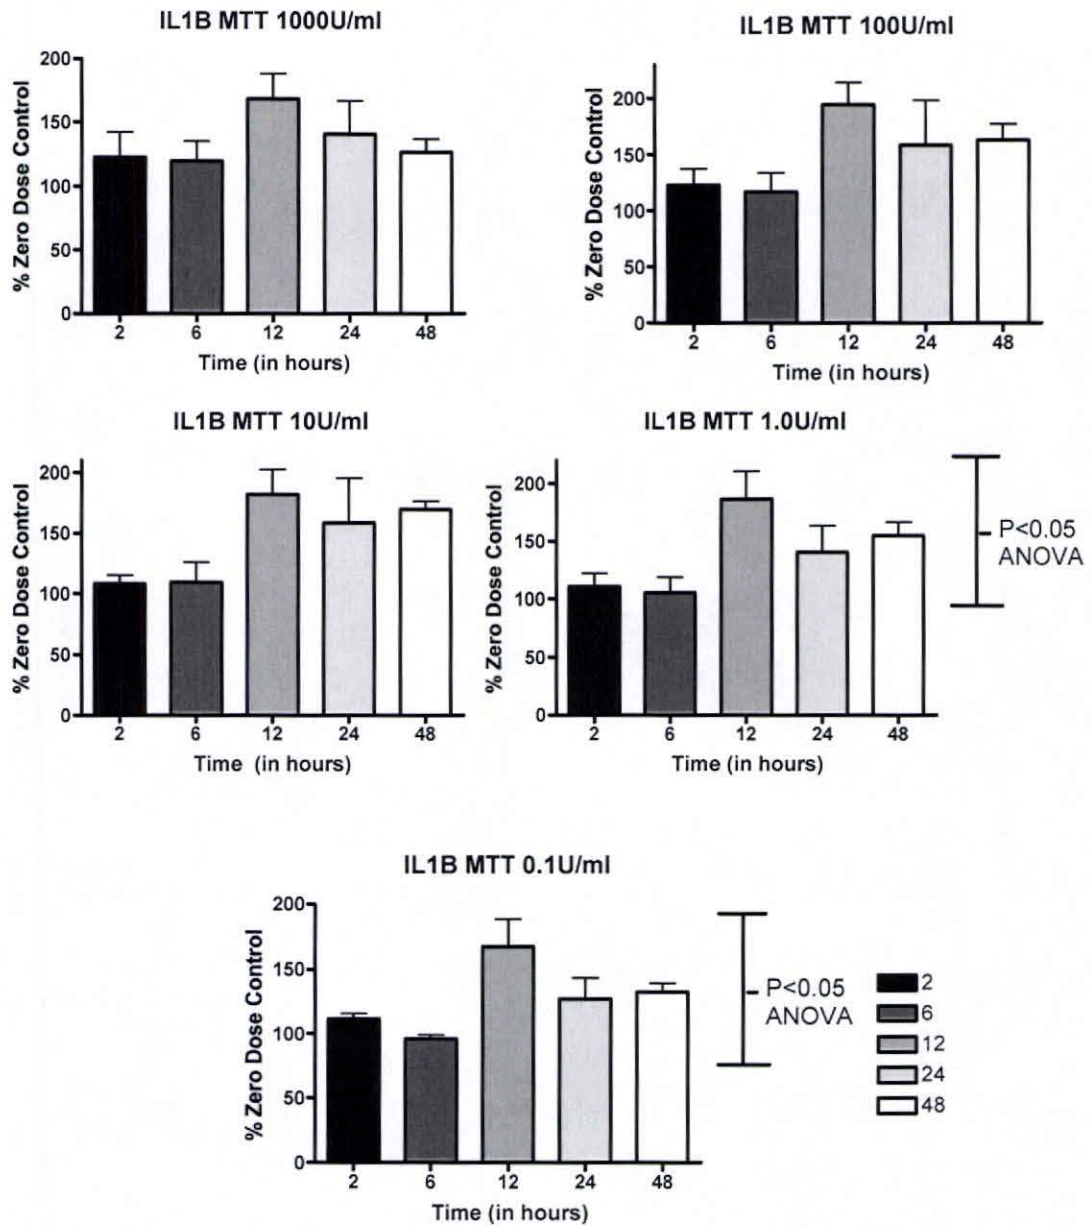 IL1B MTT 1000U/ml
% Zero Dose Control
200
150
100
50
0
2 6 12 24 48
Time (in hours)
IL1B MTT 100U/ml
% Zero Dose Control
200
150
100
50
0
2 6 12 24 48
Time (in hours)
IL1B MTT 10U/ml
% Zero Dose Control
200
150
100
50
0
2 6 12 24 48
Time (in hours)
IL1B MTT 1.0U/ml
% Zero Dose Control
200
150
100
50
0
2 6 12 24 48
Time (in hours)
P<0.05
ANOVA
IL1B MTT 0.1U/ml
% Zero Dose Control
200
150
100
50
0
2 6 12 24 48
Time (in hours)
P<0.05
ANOVA
2
6
12
24
48